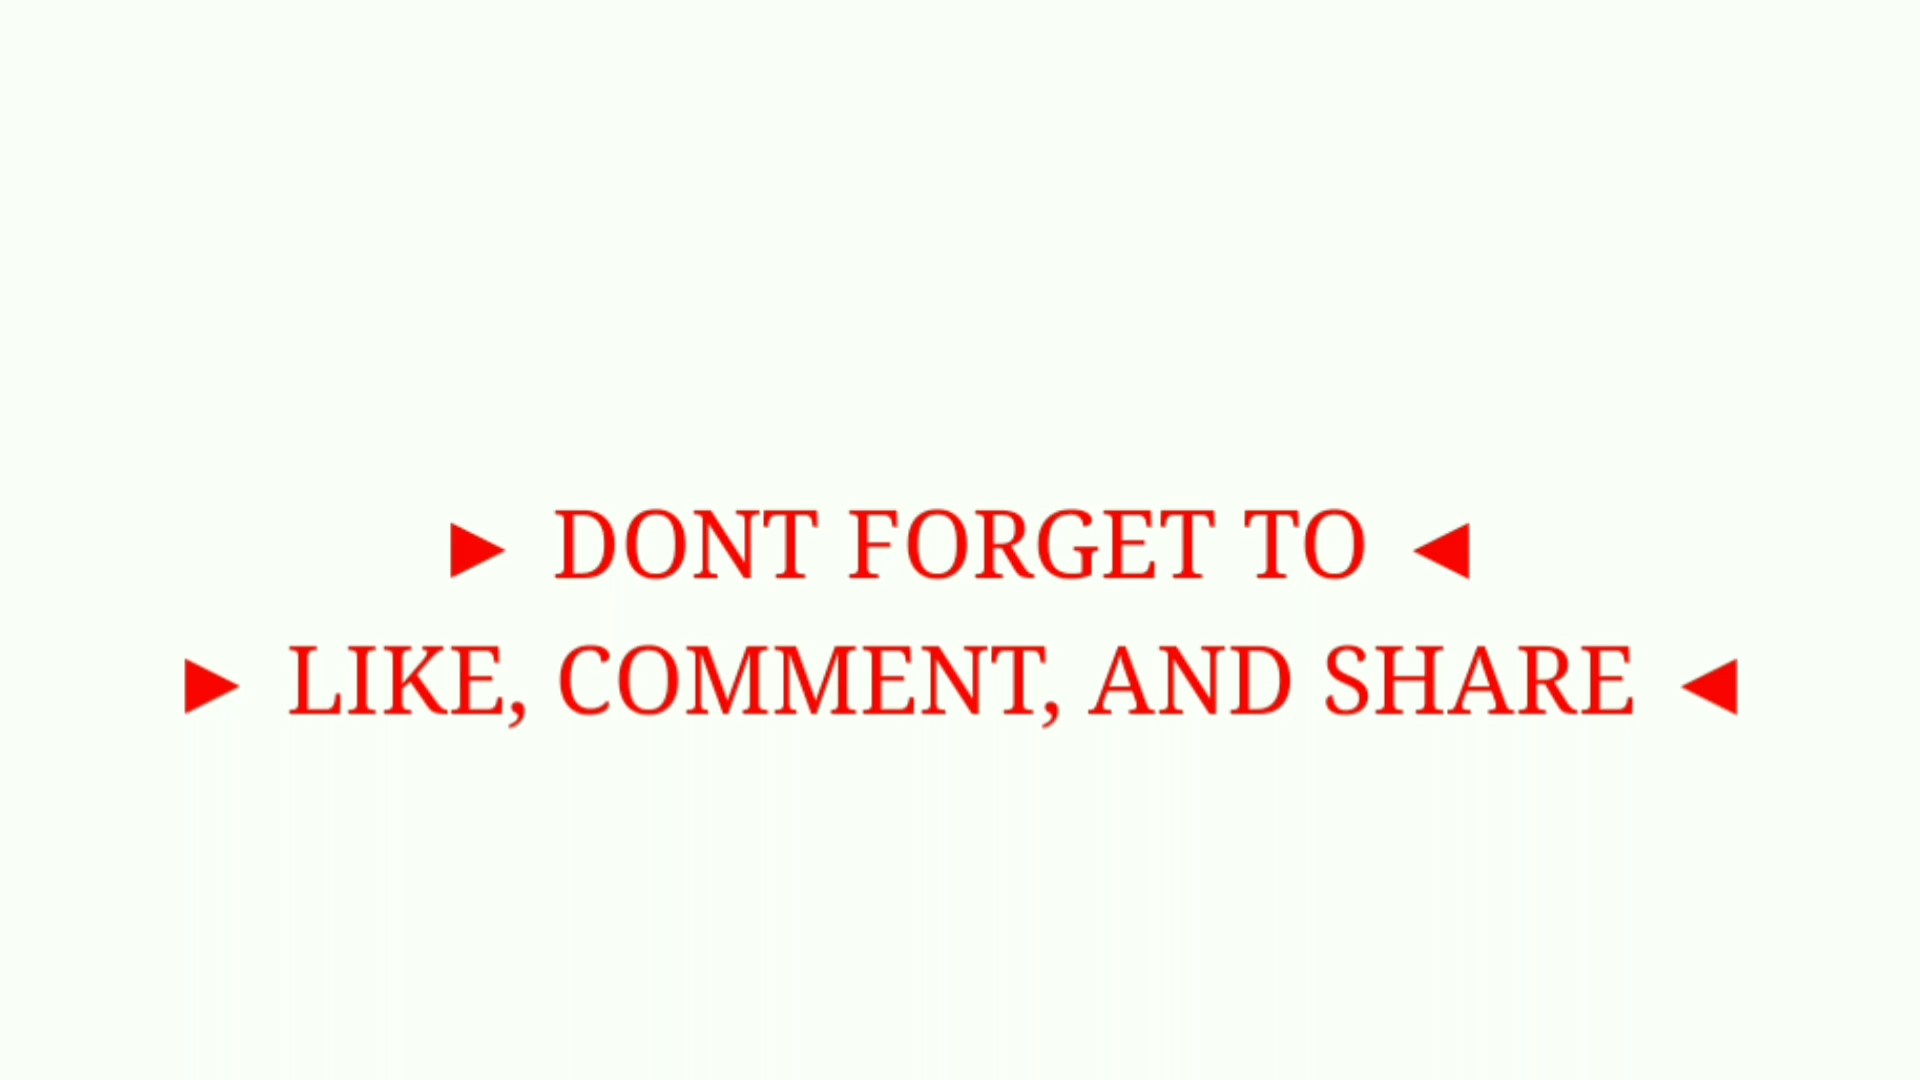 ► DONT FORGET TO ◄
► LIKE, COMMENT, AND SHARE ◄